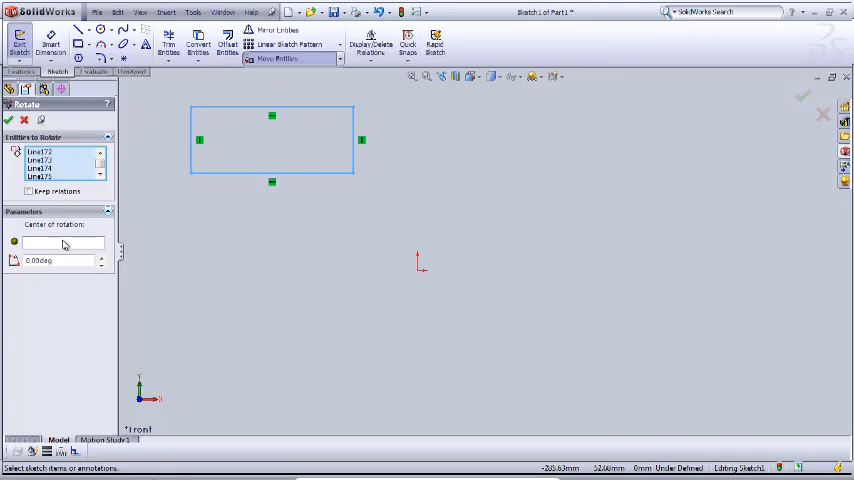 SolidWorks File Edit View Insert Tools Window Help Sketch1 of Part1 * SolidWorks Search
Exit Sketch
Smart Dimension
Trim Entities
Convert Entities
Offset Entities
Mirror Entities
Linear Sketch Pattern
Move Entities
Display/Delete Relations
Quick Snaps
Rapid Sketch
Features Sketch Evaluate DimXpert
Rotate ?
Entities to Rotate
Line172
Line173
Line174
Line175
Keep relations
Parameters
Center of rotation:
0.00deg
Y
X
*Front
Model Motion Study 1
Select sketch items or annotations. -285.63mm 52.68mm 0mm Under Defined Editing Sketch1